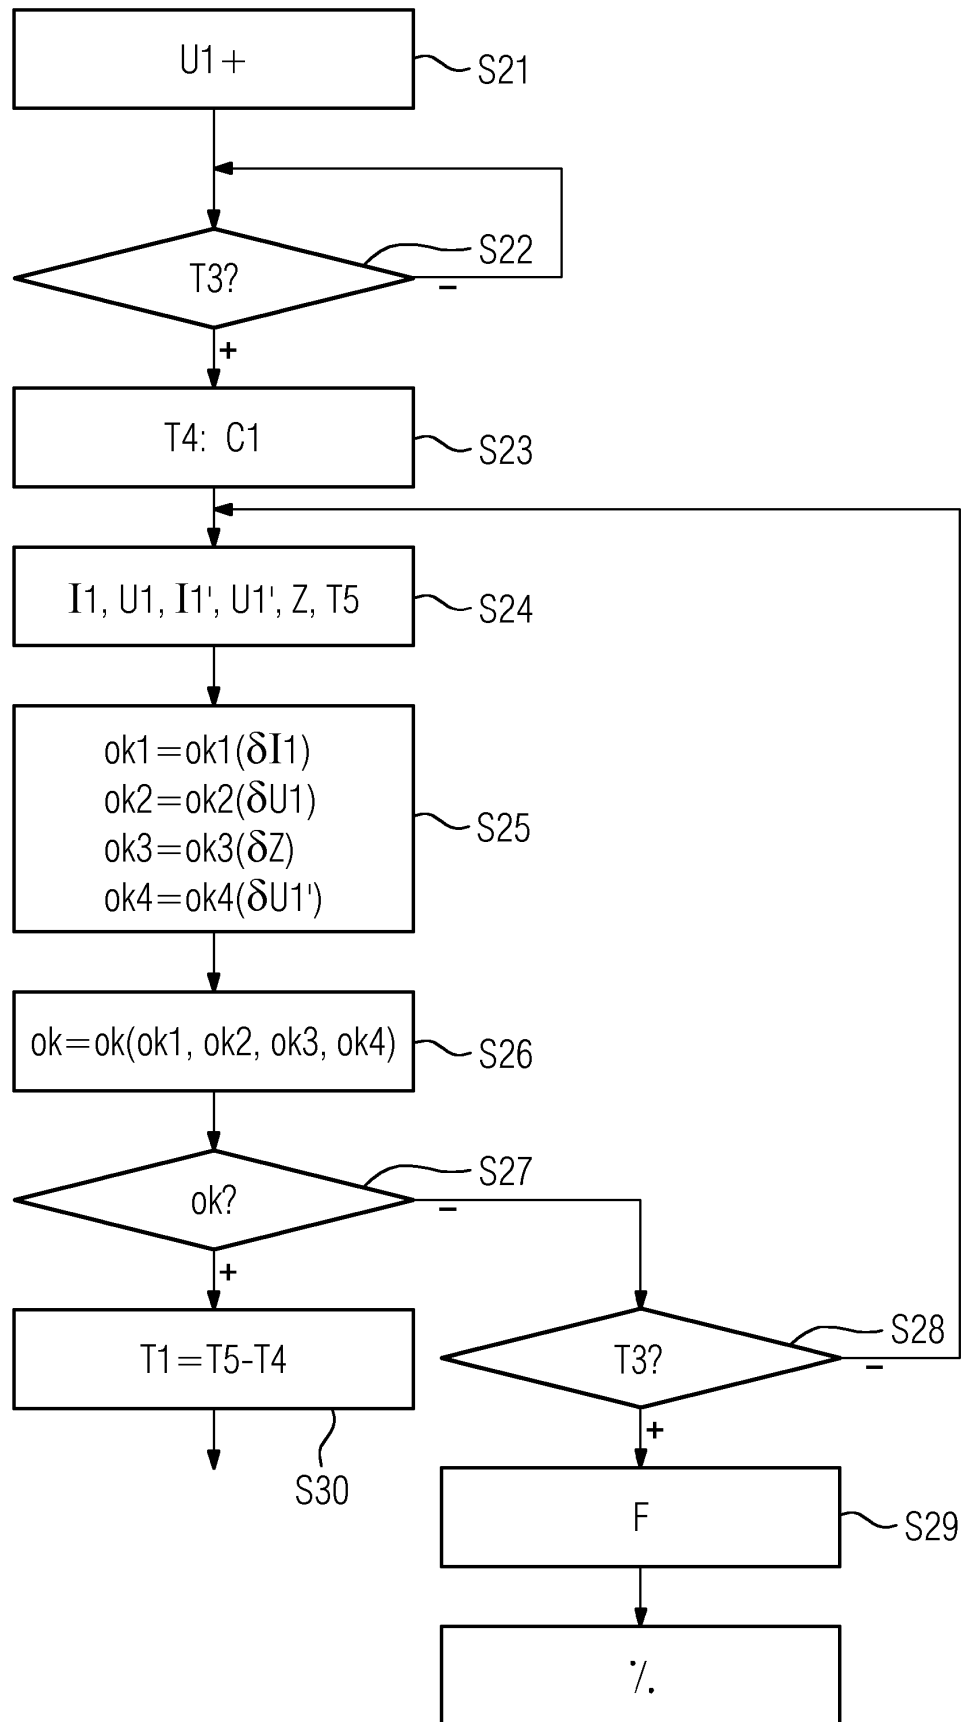 U1+
S21
T3?
S22
–
+
T4: C1
S23
I1, U1, I1', U1', Z, T5
S24
ok1=ok1(δI1)
ok2=ok2(δU1)
ok3=ok3(δZ)
ok4=ok4(δU1')
S25
ok=ok(ok1, ok2, ok3, ok4)
S26
ok?
S27
–
+
T1=T5-T4
S30
T3?
S28
–
+
F
S29
·/.